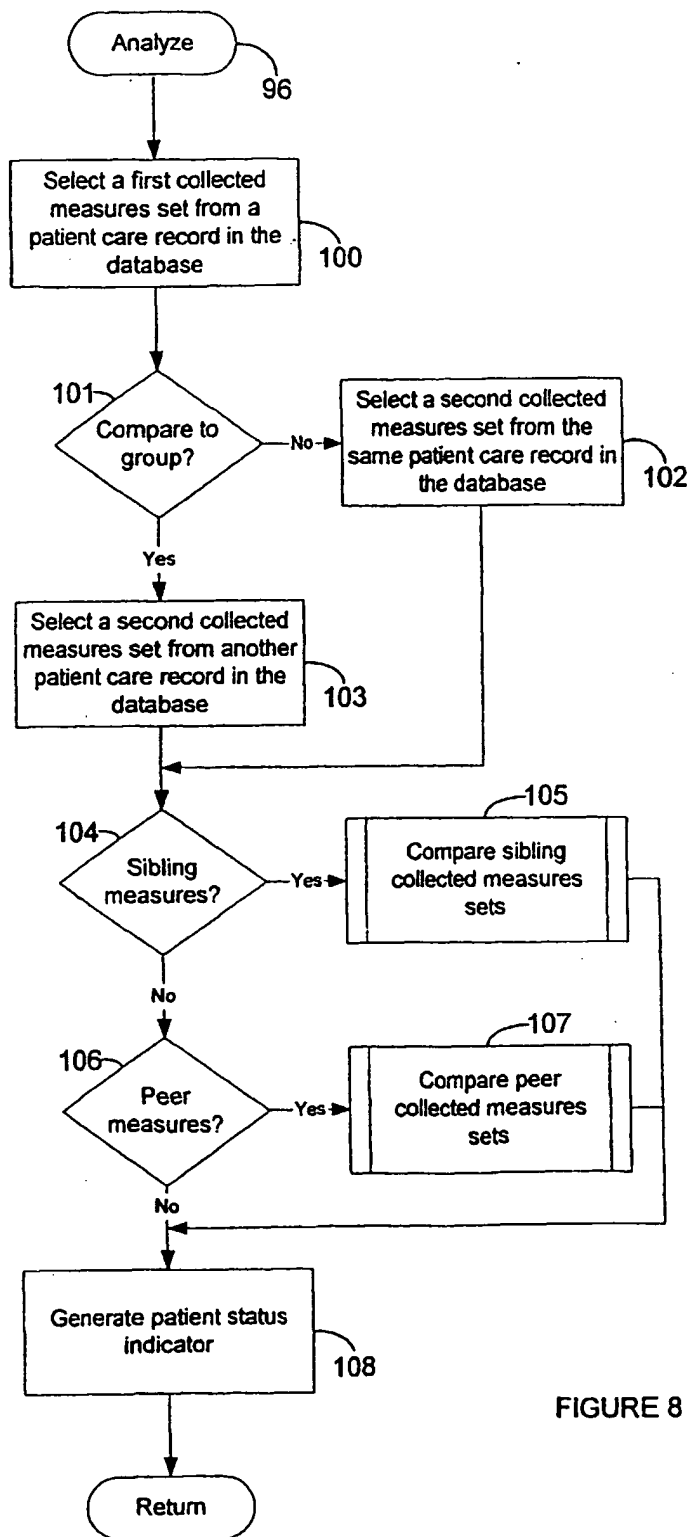 Analyze
96
Select a first collected
measures set from a
patient care record in the
database
100
101
Compare to
group?
No
Select a second collected
measures set from the
same patient care record in
the database
102
Yes
Select a second collected
measures set from another
patient care record in the
database
103
104
Sibling
measures?
Yes
105
Compare sibling
collected measures
sets
No
106
Peer
measures?
Yes
107
Compare peer
collected measures
sets
No
Generate patient status
indicator
108
FIGURE 8
Return